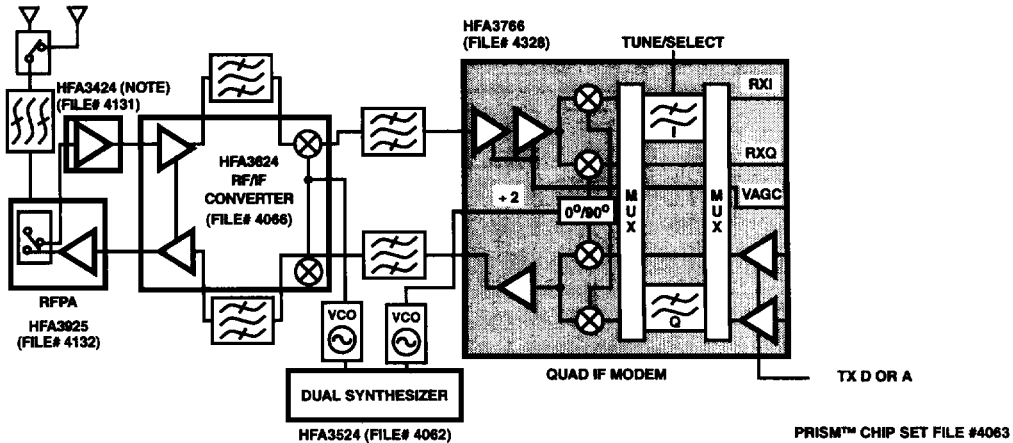 HFA3766
(FILE# 4328)
TUNE/SELECT
HFA3424 (NOTE)
(FILE# 4131)
RXI
I
HFA3624
RF/IF
CONVERTER
(FILE# 4066)
RXQ
MUX
MUX
VAGC
÷ 2
0°/90°
RFPA
HFA3925
(FILE# 4132)
VCO
VCO
Q
DUAL SYNTHESIZER
HFA3524 (FILE# 4062)
QUAD IF MODEM
TX D OR A
PRISM™ CHIP SET FILE #4063